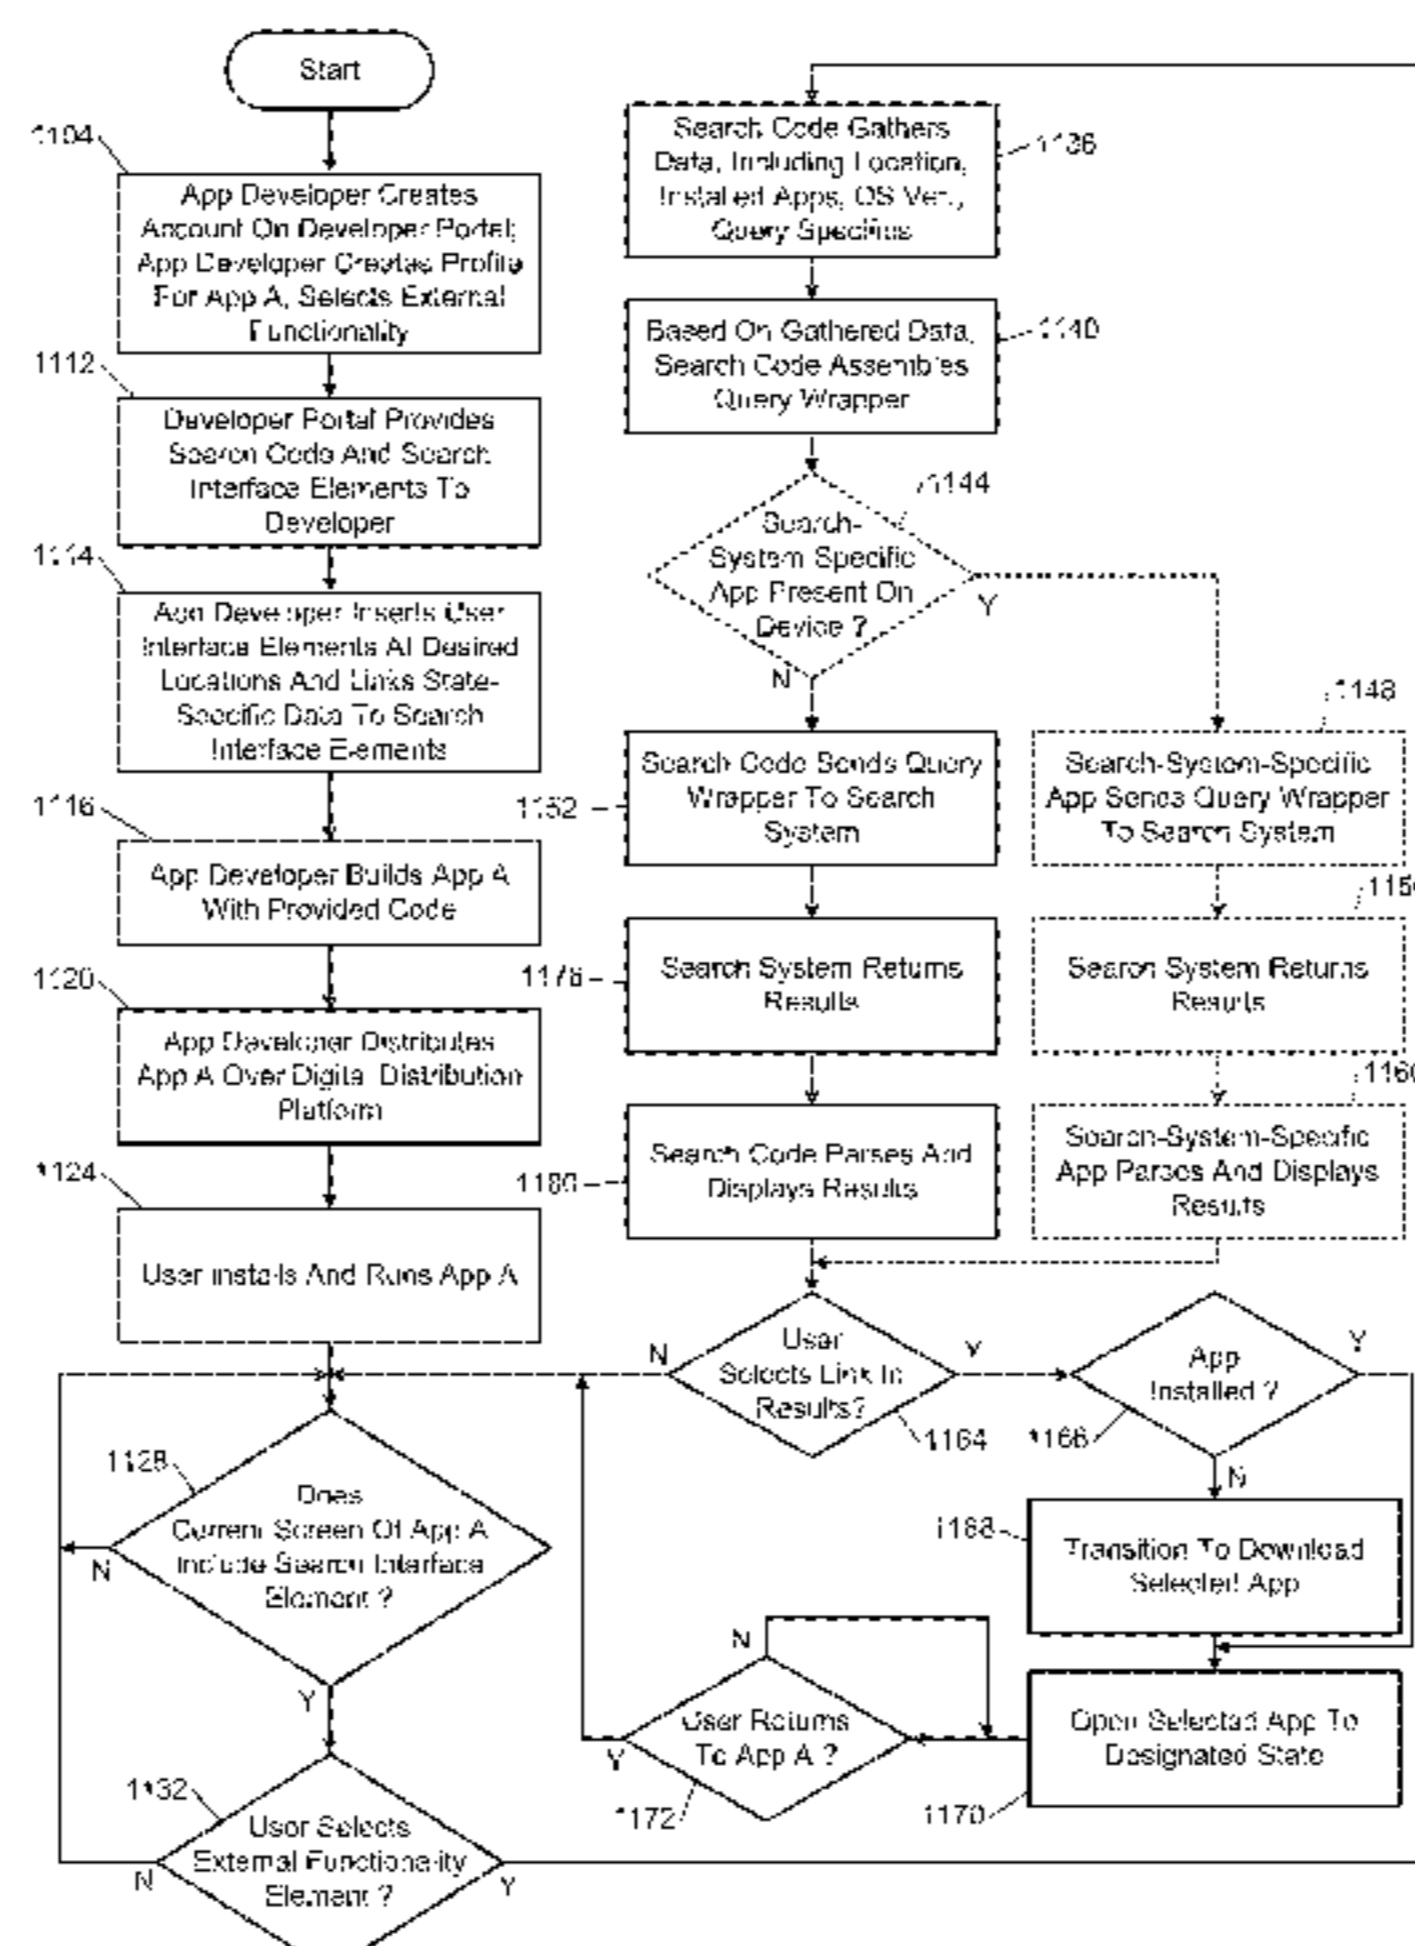 Start
1104
App Developer Creates
Account On Developer Portal;
App Developer Creates Profile
For App A, Selects External
Functionality
1112
Developer Portal Provides
Search Code And Search
Interface Elements To
Developer
1114
App Developer Inserts User
Interface Elements At Desired
Locations And Links State-
Specific Data To Search
Interface Elements
1116
App Developer Builds App A
With Provided Code
1120
App Developer Distributes
App A Over Digital Distribution
Platform
1124
User Installs And Runs App A
1128
Does
Current Screen Of App A
Include Search Interface
Element ?
N
Y
1132
User Selects
External Functionality
Element ?
N
Y
Search Code Gathers
Data, Including Location,
Installed Apps, OS Ver.,
Query Specifics
1136
Based On Gathered Data,
Search Code Assembles
Query Wrapper
1140
1144
Search-
System Specific
App Present On
Device ?
Y
N
1148
Search-System-Specific
App Sends Query Wrapper
To Search System
1152
Search Code Sends Query
Wrapper To Search
System
1176
Search System Returns
Results
Search System Returns
Results
1160
Search-System-Specific
App Parses And Displays
Results
1180
Search Code Parses And
Displays Results
N
User
Selects Link In
Results?
Y
1164
App
Installed ?
Y
1166
N
1168
Transition To Download
Selected App
Open Selected App To
Designated State
1170
N
User Returns
To App A ?
Y
1172